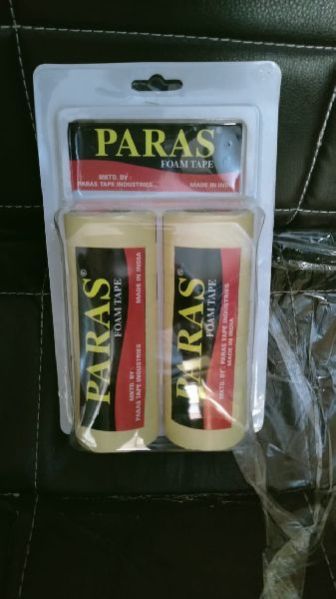 PARAS
FOAM TAPE
MKTD. BY :
PARAS TAPE INDUSTRIES
MADE IN INDIA
PARAS®
FOAM TAPE
MKTD. BY :
PARAS TAPE INDUSTRIES
MADE IN INDIA
PARAS®
FOAM TAPE
MKTD. BY : PARAS TAPE INDUSTRIES
MADE IN INDIA